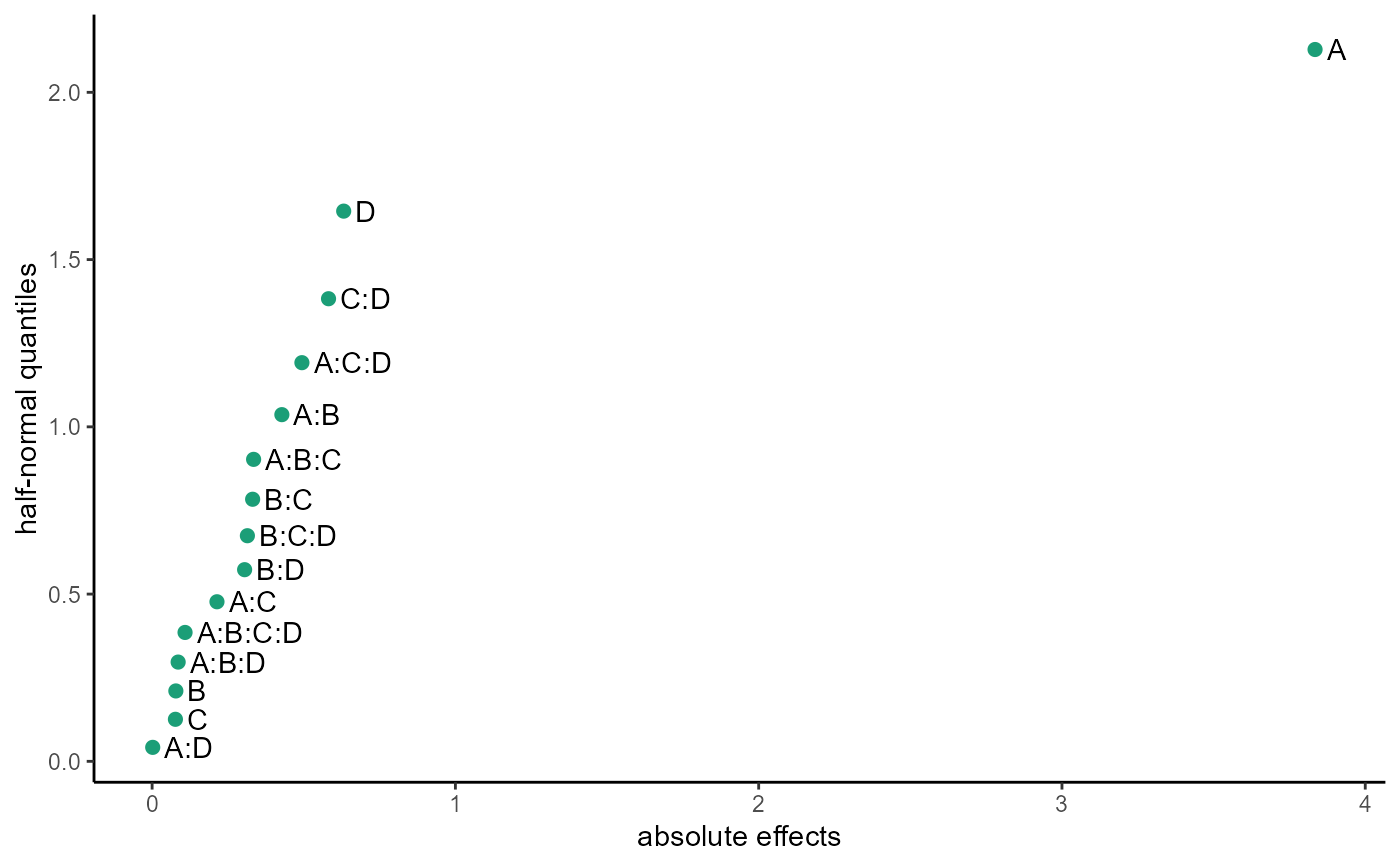 A
2.0
D
1.5
C:D
A:C:D
A:B
1.0
A:B:C
B:C
B:C:D
B:D
0.5
A:C
A:B:C:D
A:B:D
B
C
A:D
0.0
half-normal quantiles
0 1 2 3 4
absolute effects